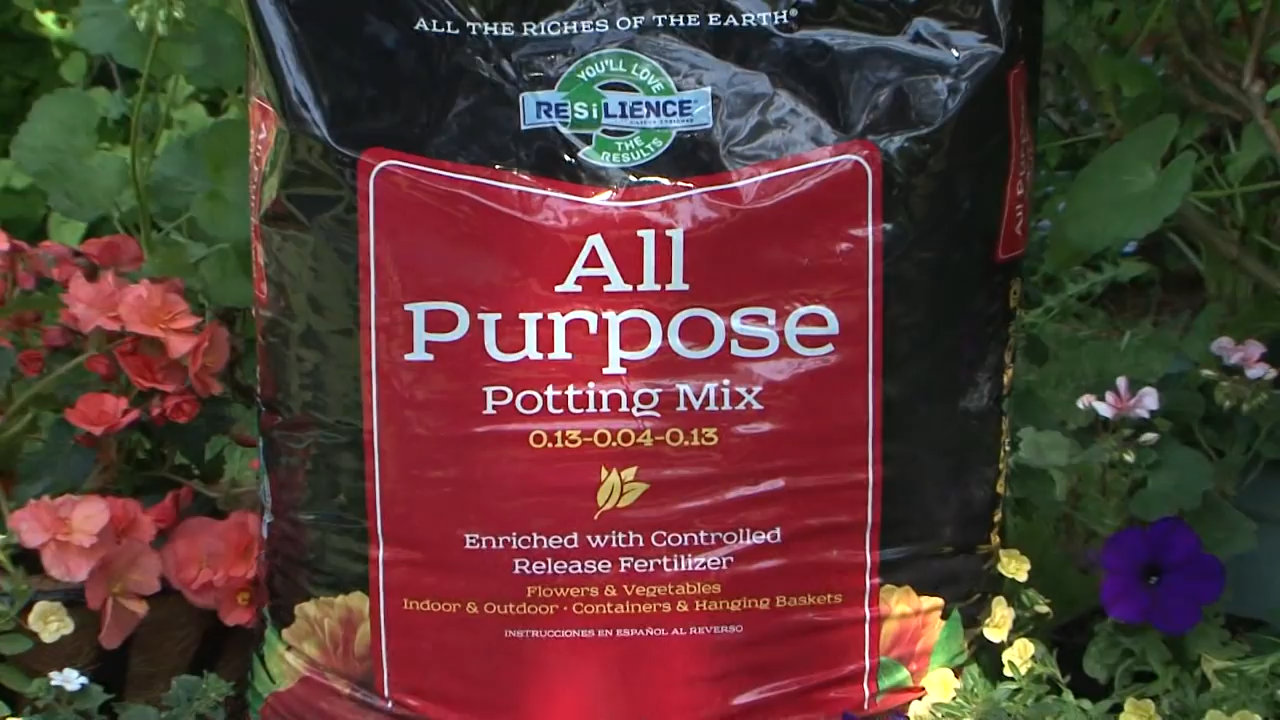 ALL THE RICHES OF THE EARTH®
YOU'LL LOVE
RESiLIENCE
THE
RESULTS
All
Purpose
Potting Mix
0.13-0.04-0.13
Enriched with Controlled
Release Fertilizer
Flowers & Vegetables
Indoor & Outdoor · Containers & Hanging Baskets
INSTRUCCIONES EN ESPAÑOL AL REVERSO